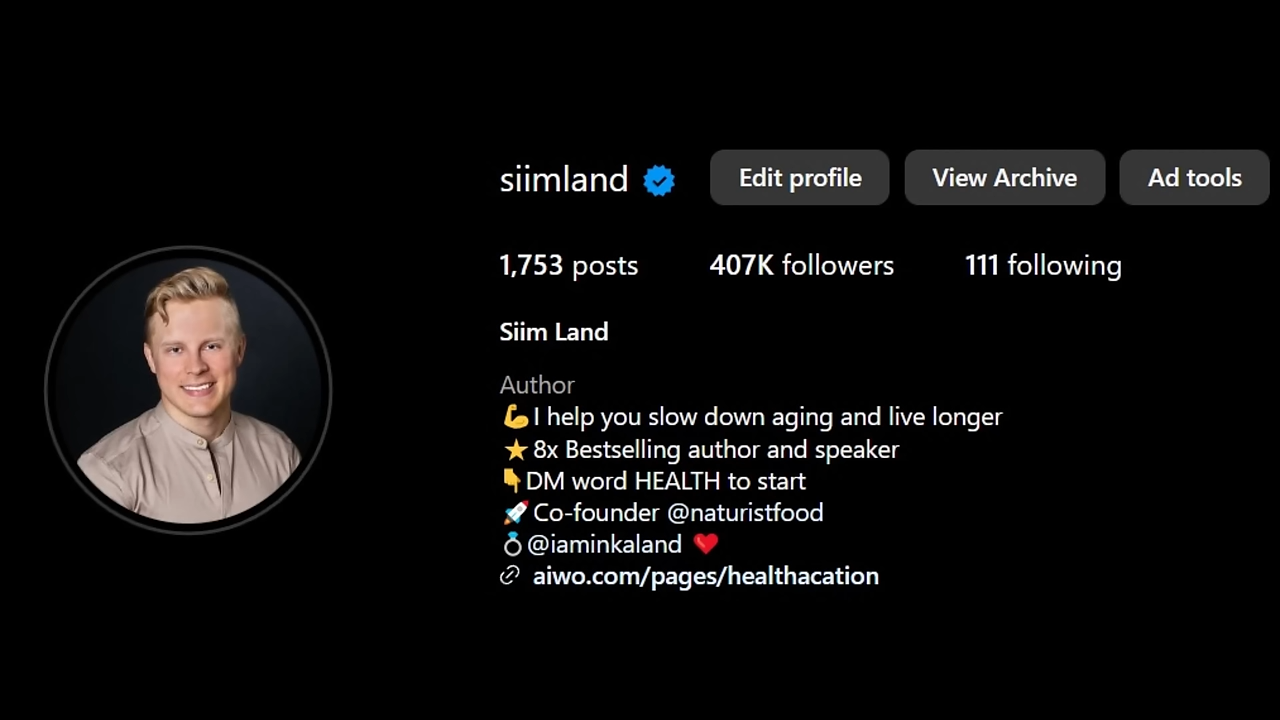 siimland Edit profile View Archive Ad tools
1,753 posts 407K followers 111 following
Siim Land
Author
💪I help you slow down aging and live longer
⭐8x Bestselling author and speaker
👇DM word HEALTH to start
🚀Co-founder @naturistfood
💍@iaminkaland ❤️
aiwo.com/pages/healthacation